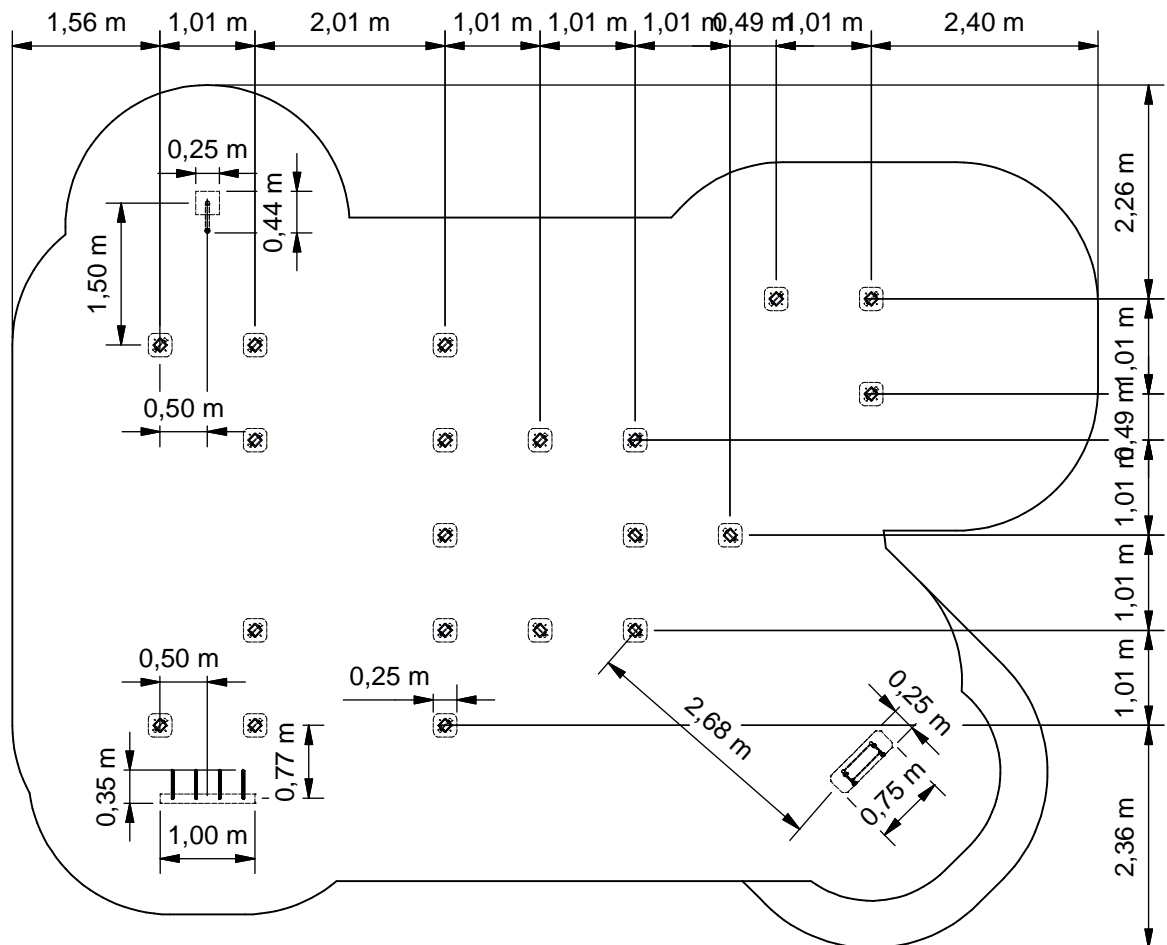 1,56 m
1,01 m
2,01 m
1,01 m
1,01 m
1,01 m
0,49 m
1,01 m
2,40 m
0,25 m
0,44 m
2,26 m
1,50 m
1,01 m
0,50 m
0,49 m
1,01 m
1,01 m
0,50 m
0,25 m
2,68 m
0,25 m
1,01 m
0,35 m
0,77 m
0,75 m
1,00 m
2,36 m